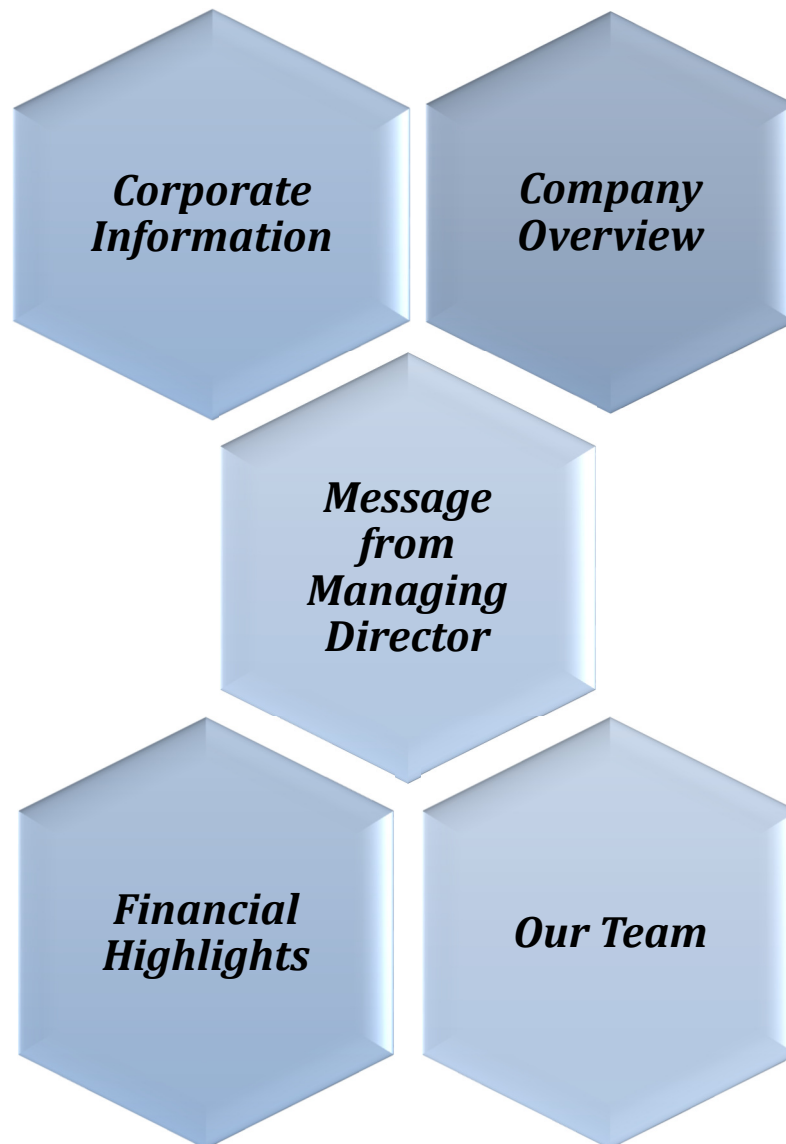 Corporate
Information
Company
Overview
Message
from
Managing
Director
Financial
Highlights
Our Team